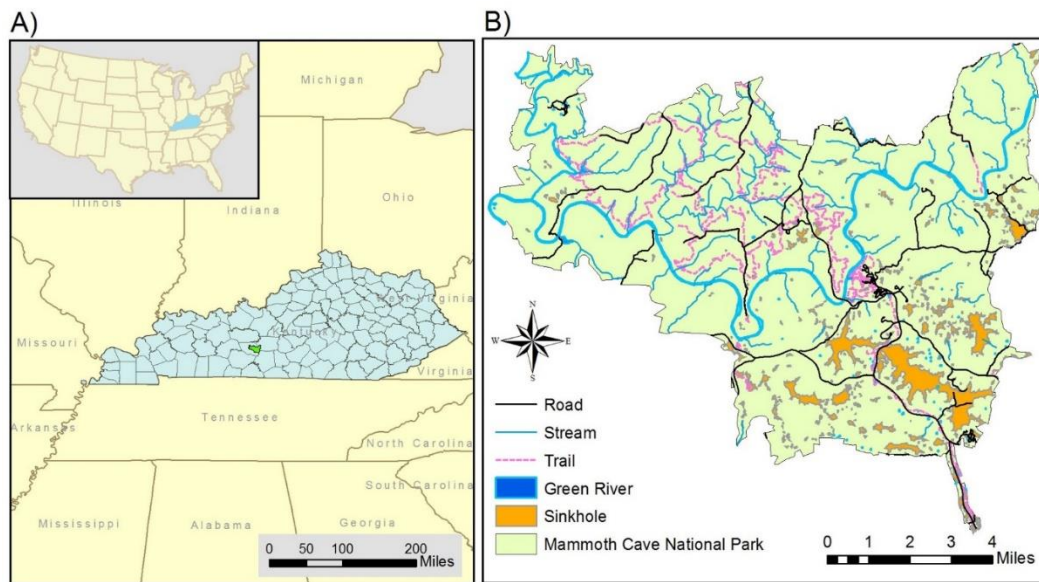 A)
Michigan
Illinois
Indiana
Ohio
West Virginia
Kentucky
Missouri
Virginia
Tennessee
Arkansas
North Carolina
South Carolina
Mississippi
Alabama
Georgia
0 50 100 200
Miles
B)
N
W E
S
Road
Stream
Trail
Green River
Sinkhole
Mammoth Cave National Park
0 1 2 3 4
Miles